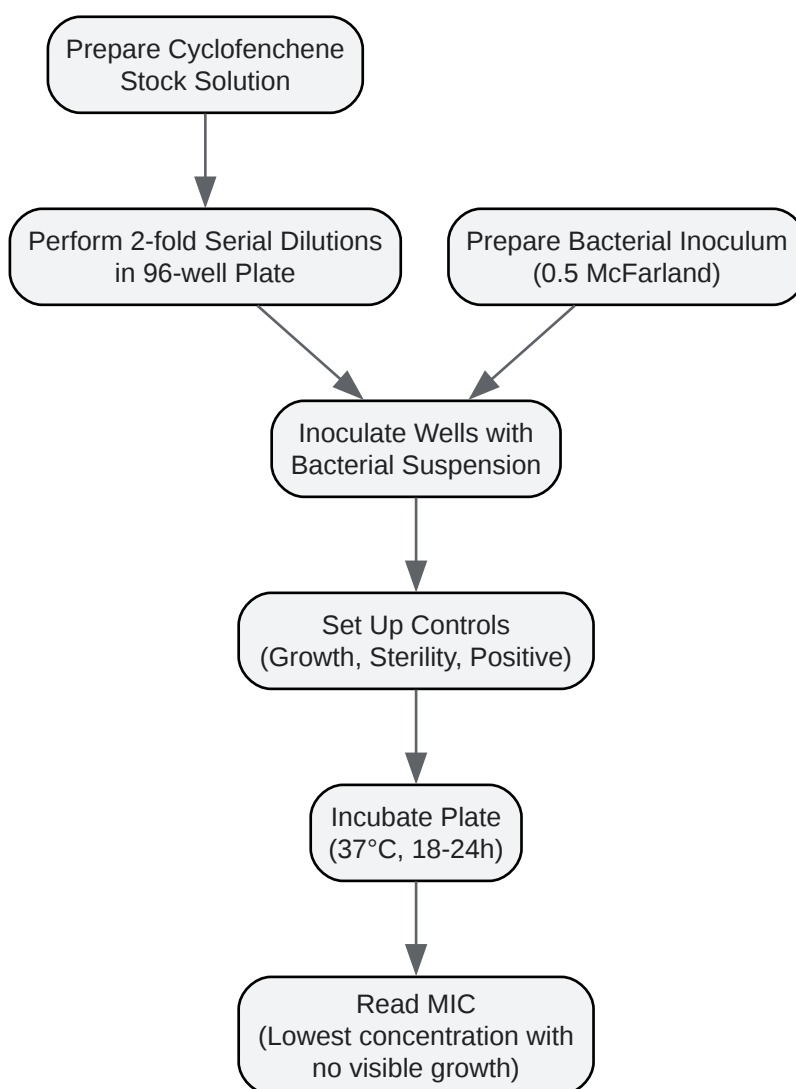 Prepare Cyclofenchene
Stock Solution
Perform 2-fold Serial Dilutions
in 96-well Plate
Prepare Bacterial Inoculum
(0.5 McFarland)
Inoculate Wells with
Bacterial Suspension
Set Up Controls
(Growth, Sterility, Positive)
Incubate Plate
(37°C, 18-24h)
Read MIC
(Lowest concentration with
no visible growth)